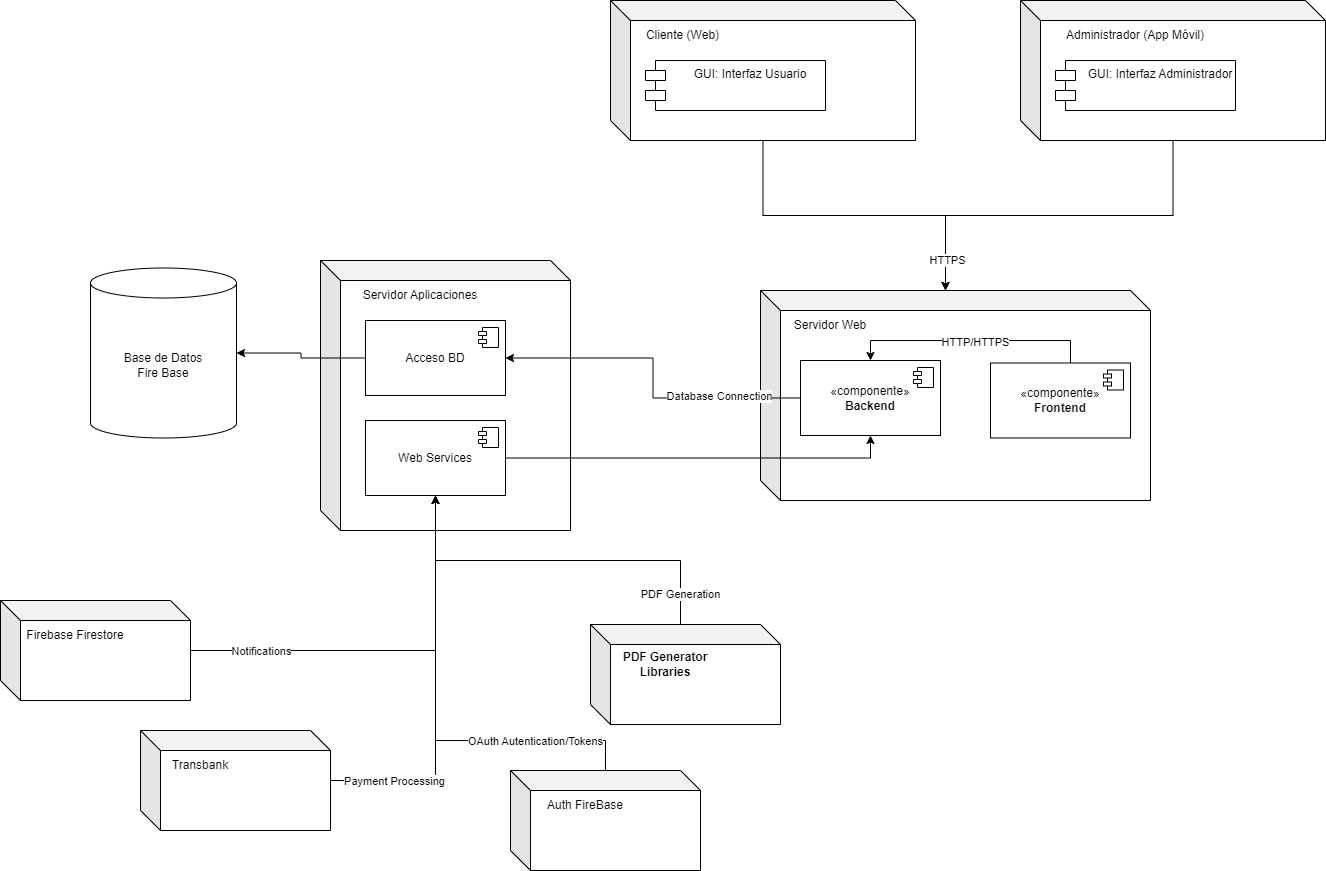 Cliente (Web)
GUI: Interfaz Usuario
Administrador (App Móvil)
GUI: Interfaz Administrador
HTTPS
Servidor Aplicaciones
Acceso BD
Web Services
Base de Datos
Fire Base
Servidor Web
HTTP/HTTPS
«componente»
Backend
«componente»
Frontend
Database Connection
PDF Generation
Firebase Firestore
Notifications
PDF Generator
Libraries
Transbank
Payment Processing
OAuth Autentication/Tokens
Auth FireBase